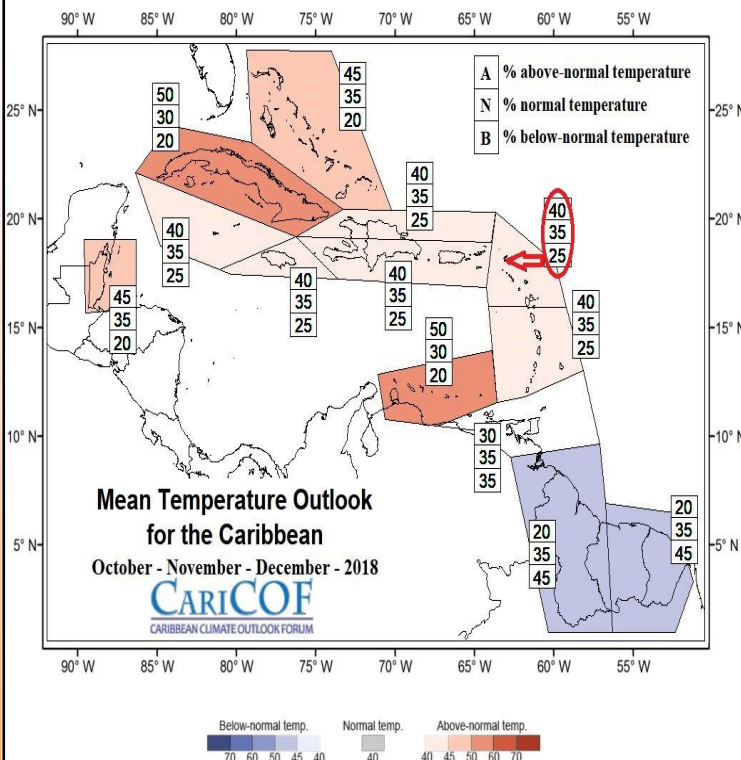 90° W 85° W 80° W 75° W 70° W 65° W 60° W 55° W
25° N
20° N
15° N
10° N
5° N
25° N
20° N
15° N
10° N
5° N
A % above-normal temperature
N % normal temperature
B % below-normal temperature
50
30
20
45
35
20
40
35
25
40
35
25
40
35
25
40
35
25
40
35
25
40
35
25
45
35
20
50
30
20
30
35
35
20
35
45
20
35
45
Mean Temperature Outlook
for the Caribbean
October - November - December - 2018
CARICOF
CARIBBEAN CLIMATE OUTLOOK FORUM
90° W 85° W 80° W 75° W 70° W 65° W 60° W 55° W
Below-normal temp. Normal temp. Above-normal temp.
70 60 50 45 40 40 40 45 50 60 70